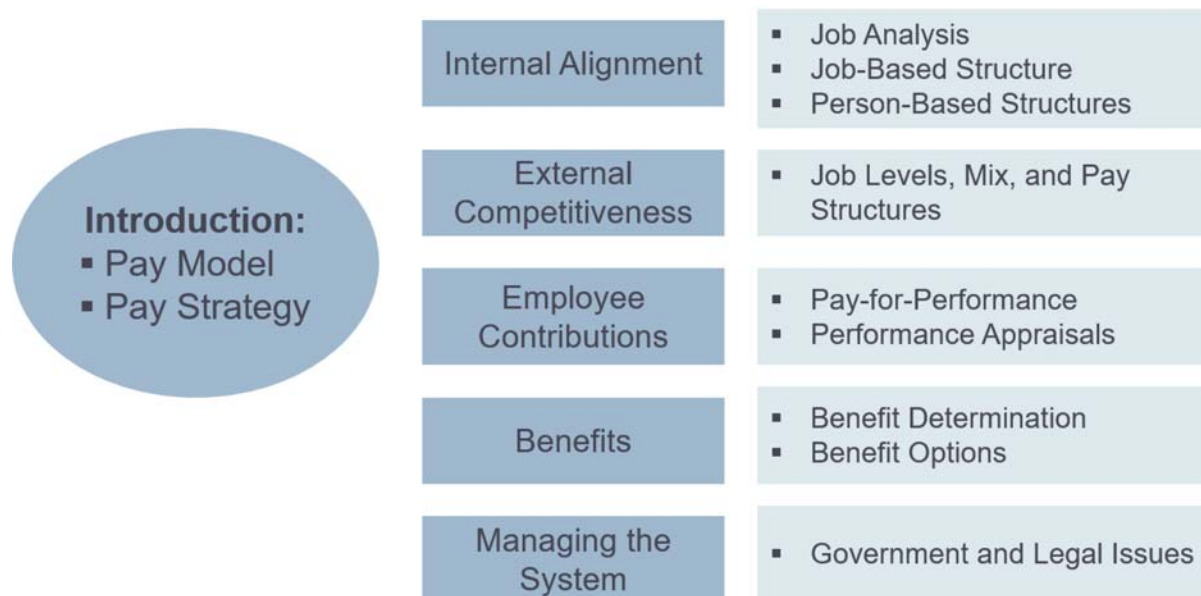 Introduction:
▪ Pay Model
▪ Pay Strategy
Internal Alignment
▪ Job Analysis
▪ Job-Based Structure
▪ Person-Based Structures
External
Competitiveness
▪ Job Levels, Mix, and Pay
Structures
Employee
Contributions
▪ Pay-for-Performance
▪ Performance Appraisals
Benefits
▪ Benefit Determination
▪ Benefit Options
Managing the
System
▪ Government and Legal Issues